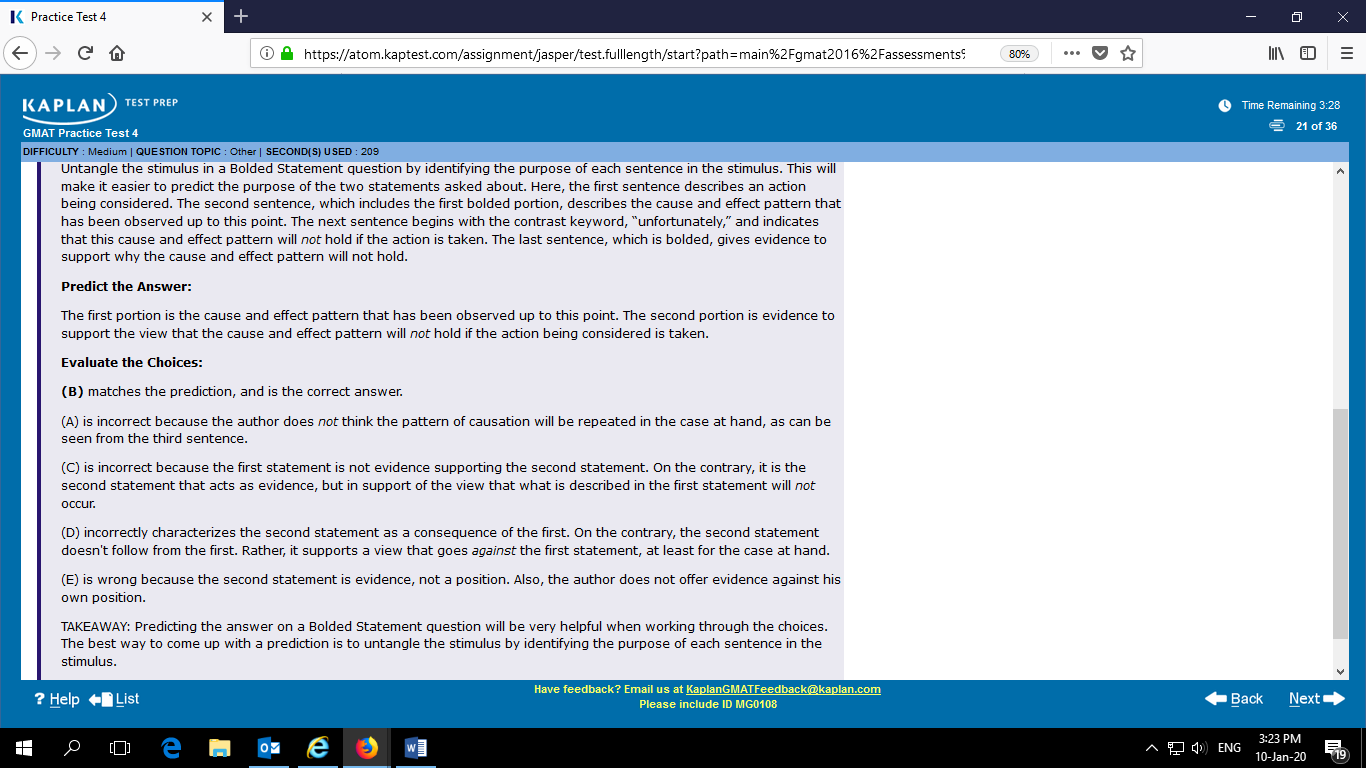 Practice Test 4
https://atom.kaptest.com/assignment/jasper/test.fulllength/start?path=main%2Fgmat2016%2Fassessments%
80%
KAPLAN TEST PREP
Time Remaining 3:28
GMAT Practice Test 4
21 of 36
DIFFICULTY : Medium | QUESTION TOPIC : Other | SECOND(S) USED : 209
Untangle the stimulus in a Bolded Statement question by identifying the purpose of each sentence in the stimulus. This will
make it easier to predict the purpose of the two statements asked about. Here, the first sentence describes an action
being considered. The second sentence, which includes the first bolded portion, describes the cause and effect pattern that
has been observed up to this point. The next sentence begins with the contrast keyword, “unfortunately,” and indicates
that this cause and effect pattern will not hold if the action is taken. The last sentence, which is bolded, gives evidence to
support why the cause and effect pattern will not hold.
Predict the Answer:
The first portion is the cause and effect pattern that has been observed up to this point. The second portion is evidence to
support the view that the cause and effect pattern will not hold if the action being considered is taken.
Evaluate the Choices:
(B) matches the prediction, and is the correct answer.
(A) is incorrect because the author does not think the pattern of causation will be repeated in the case at hand, as can be
seen from the third sentence.
(C) is incorrect because the first statement is not evidence supporting the second statement. On the contrary, it is the
second statement that acts as evidence, but in support of the view that what is described in the first statement will not
occur.
(D) incorrectly characterizes the second statement as a consequence of the first. On the contrary, the second statement
doesn't follow from the first. Rather, it supports a view that goes against the first statement, at least for the case at hand.
(E) is wrong because the second statement is evidence, not a position. Also, the author does not offer evidence against his
own position.
TAKEAWAY: Predicting the answer on a Bolded Statement question will be very helpful when working through the choices.
The best way to come up with a prediction is to untangle the stimulus by identifying the purpose of each sentence in the
stimulus.
? Help List
Have feedback? Email us at KaplanGMATFeedback@kaplan.com
Please include ID MG0108
Back Next
ENG
3:23 PM
10-Jan-20
19